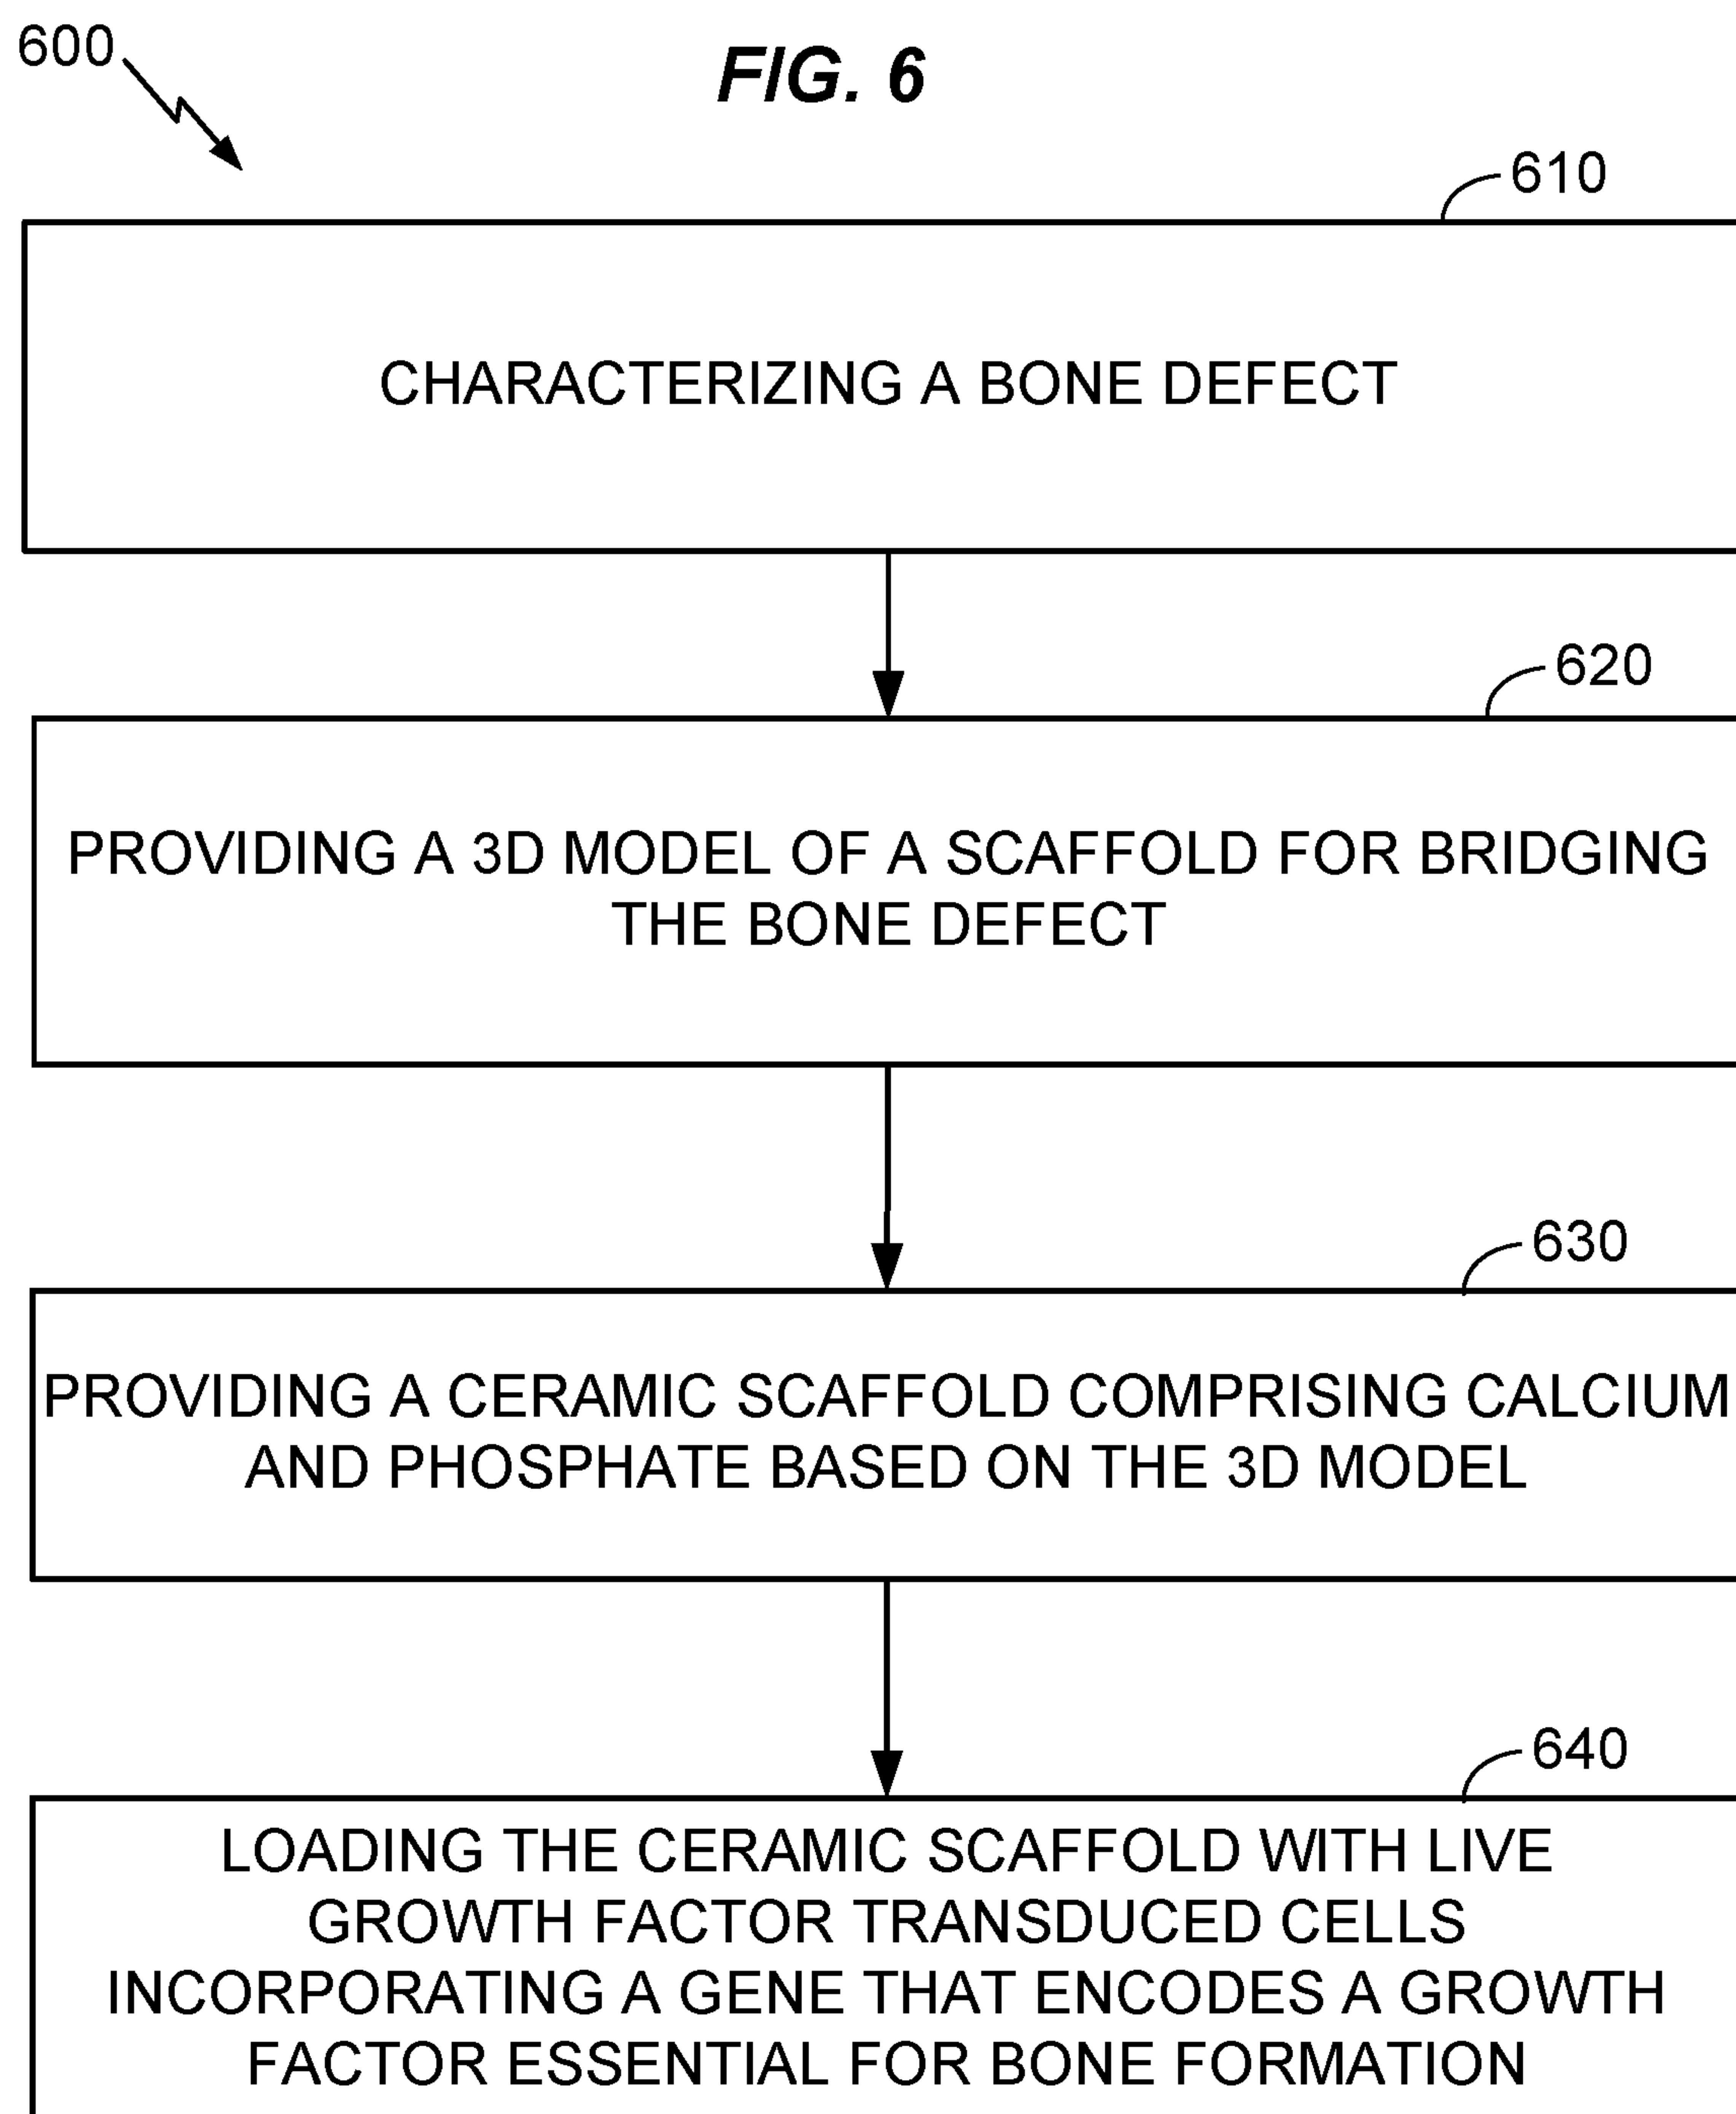 600
FIG. 6
610
CHARACTERIZING A BONE DEFECT
620
PROVIDING A 3D MODEL OF A SCAFFOLD FOR BRIDGING
THE BONE DEFECT
630
PROVIDING A CERAMIC SCAFFOLD COMPRISING CALCIUM
AND PHOSPHATE BASED ON THE 3D MODEL
640
LOADING THE CERAMIC SCAFFOLD WITH LIVE
GROWTH FACTOR TRANSDUCED CELLS
INCORPORATING A GENE THAT ENCODES A GROWTH
FACTOR ESSENTIAL FOR BONE FORMATION